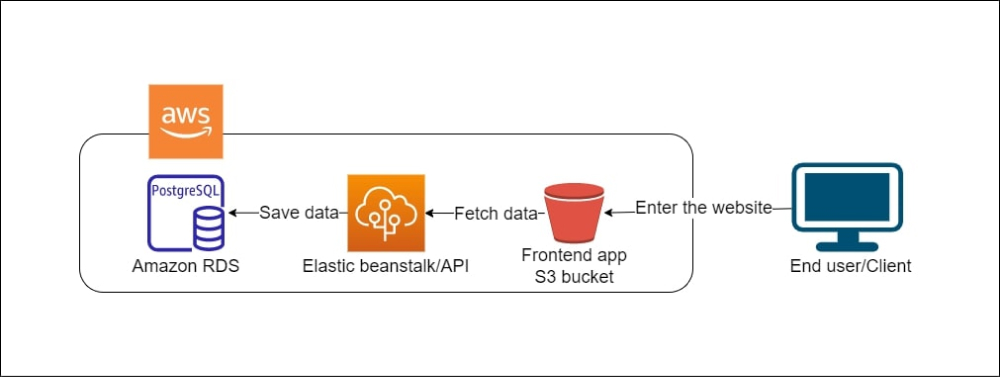 aws
PostgreSQL
Save data
Fetch data
Enter the website
Amazon RDS
Elastic beanstalk/API
Frontend app
S3 bucket
End user/Client